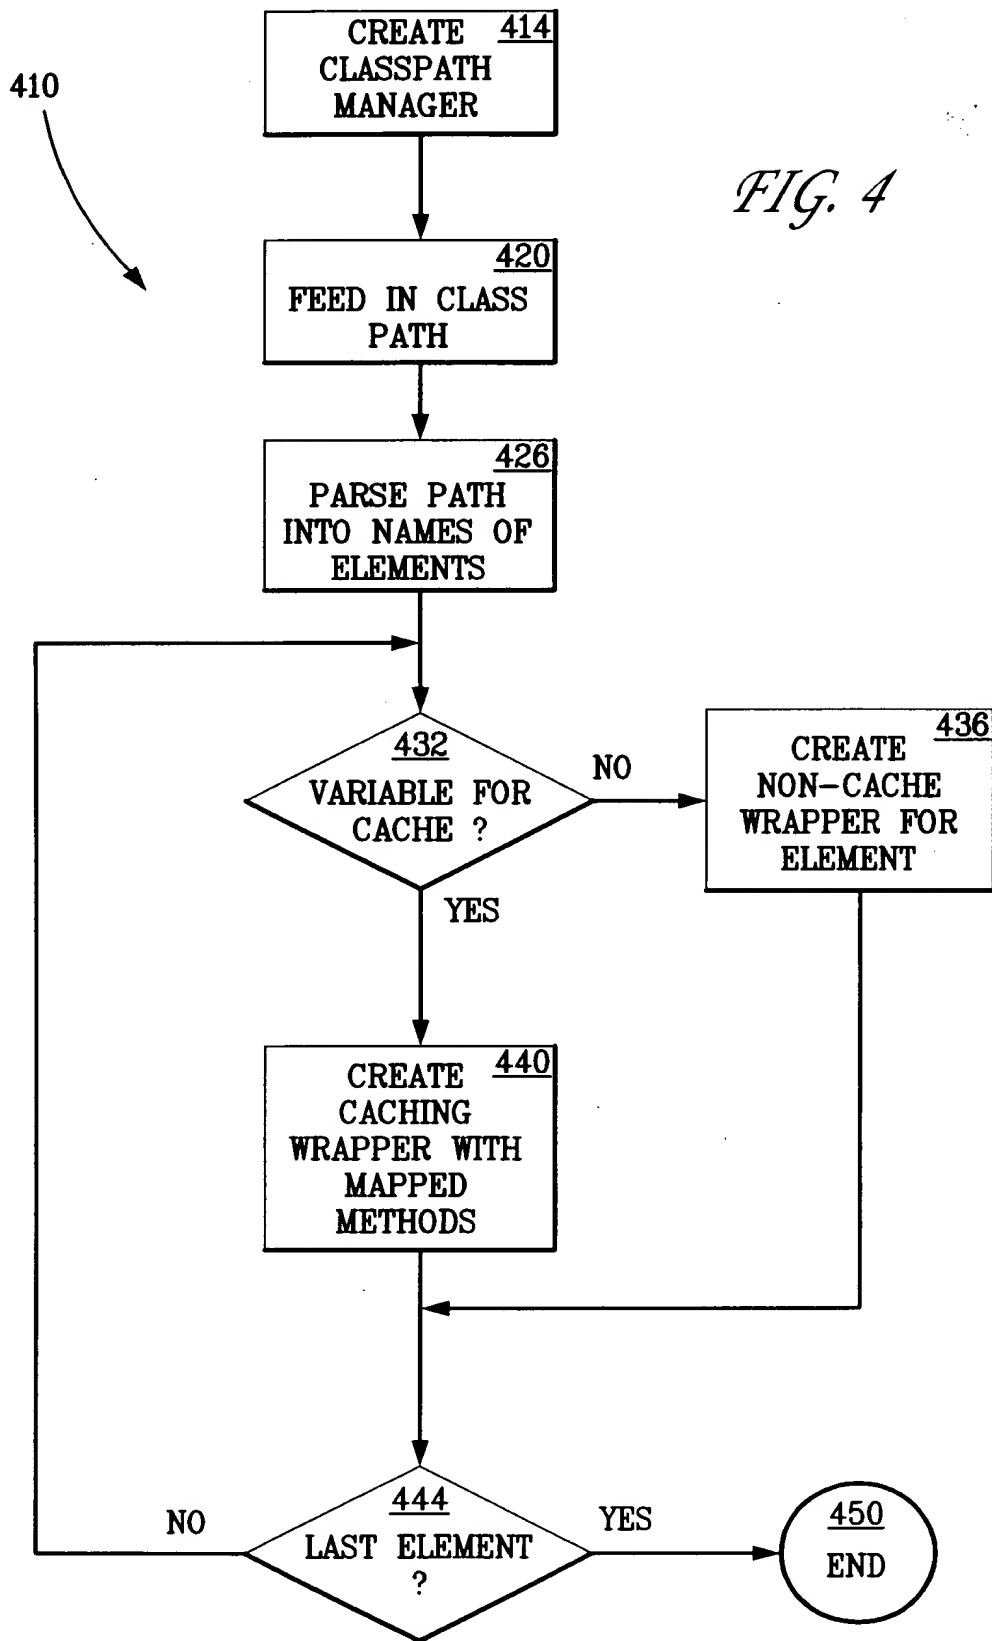 CREATE 414
CLASSPATH
MANAGER
410
FIG. 4
420
FEED IN CLASS
PATH
426
PARSE PATH
INTO NAMES OF
ELEMENTS
432
VARIABLE FOR
CACHE ?
NO
436
CREATE
NON-CACHE
WRAPPER FOR
ELEMENT
YES
CREATE 440
CACHING
WRAPPER WITH
MAPPED
METHODS
444
LAST ELEMENT
?
NO
YES
450
END